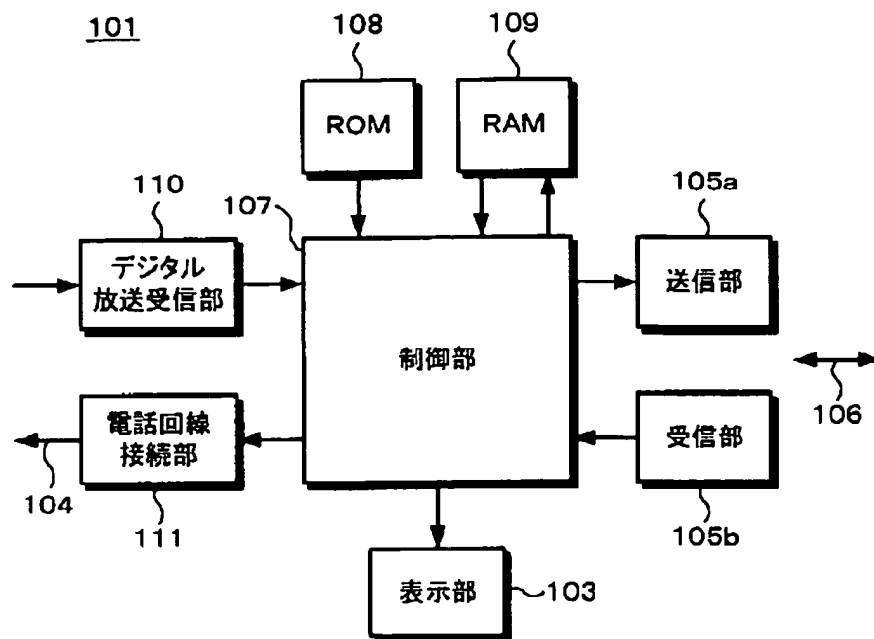 101
108
109
ROM
RAM
110
107
105a
デジタル
放送受信部
送信部
制御部
106
電話回線
接続部
受信部
104
111
105b
表示部
103